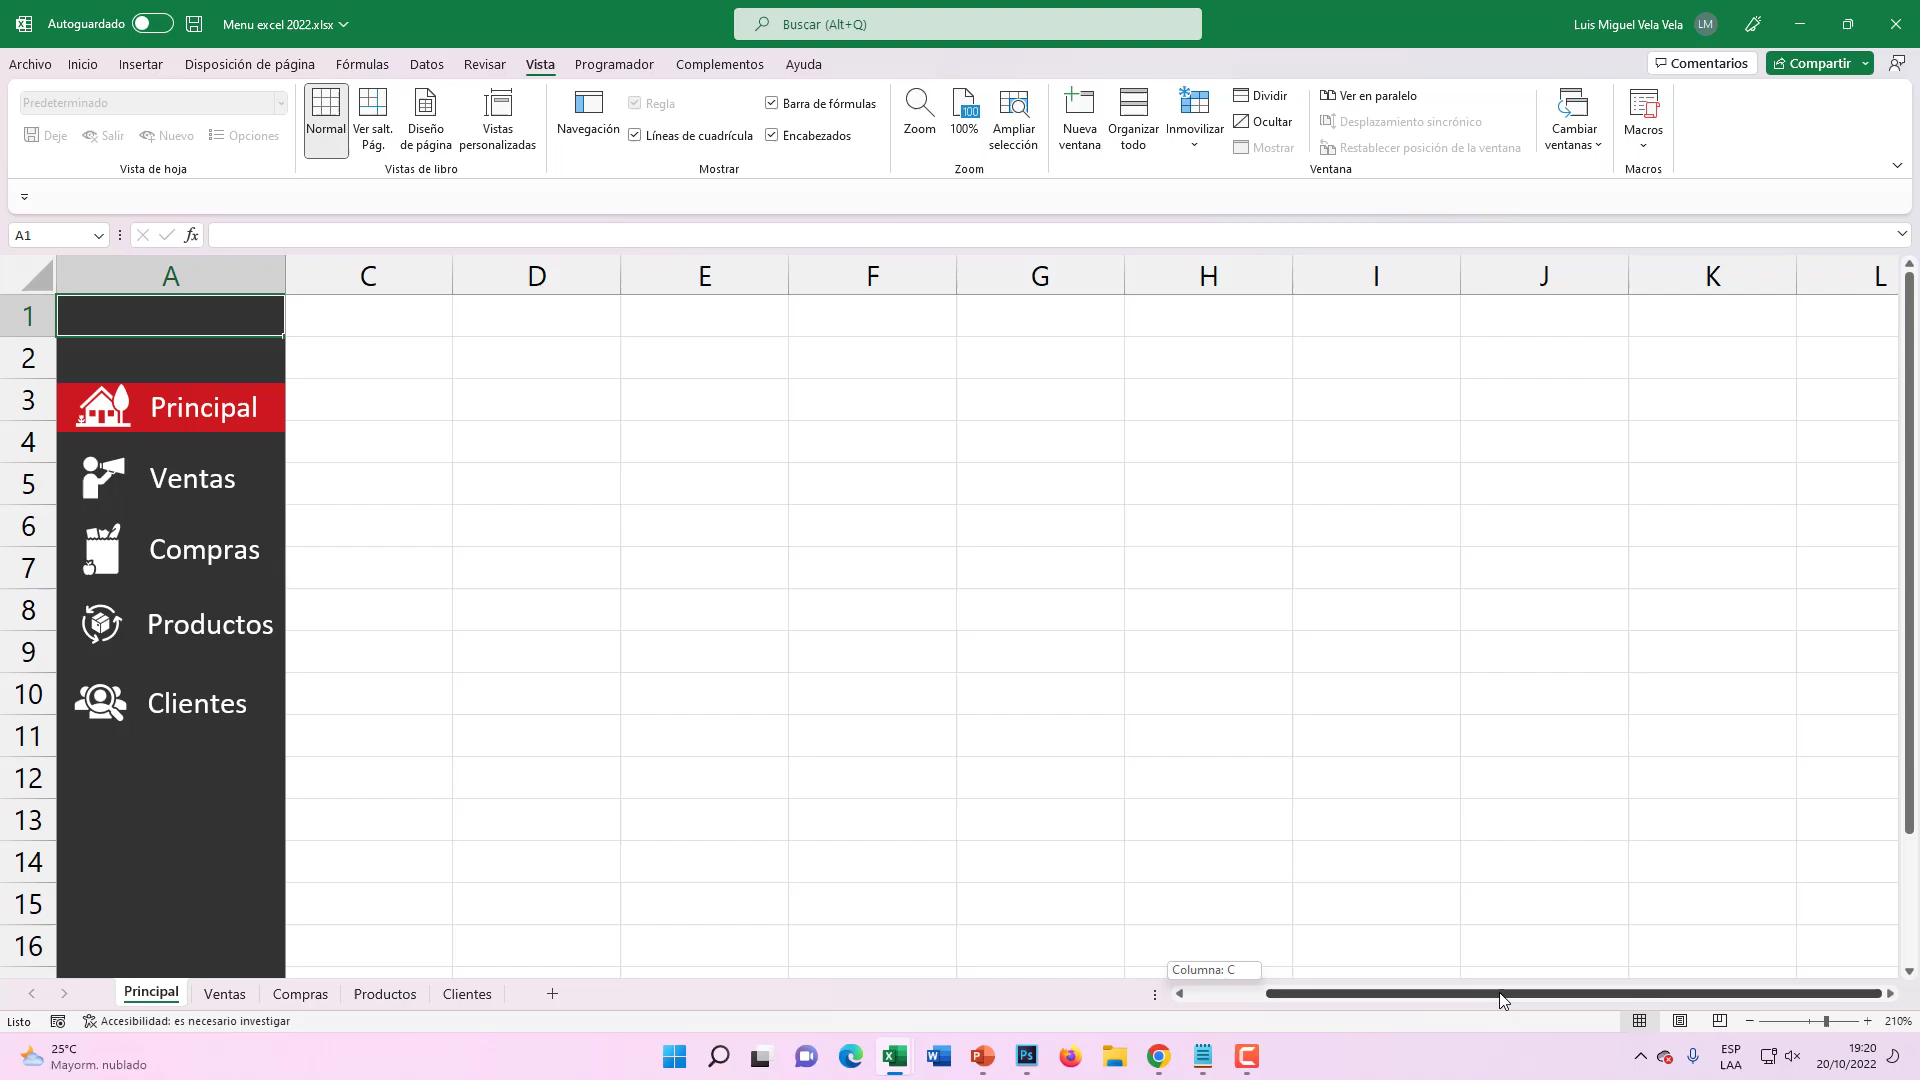 Autoguardado
Menu excel 2022.xlsx
Buscar (Alt+Q)
Luis Miguel Vela Vela
LM
Archivo
Inicio
Insertar
Disposición de página
Fórmulas
Datos
Revisar
Vista
Programador
Complementos
Ayuda
Comentarios
Compartir
Predeterminado
Deje
Salir
Nuevo
Opciones
Vista de hoja
Normal
Ver salt.
Pág.
Diseño
de página
Vistas
personalizadas
Vistas de libro
Navegación
Regla
Líneas de cuadrícula
Barra de fórmulas
Encabezados
Mostrar
Zoom
100
100%
Ampliar
selección
Zoom
Nueva
ventana
Organizar
todo
Inmovilizar
Dividir
Ocultar
Mostrar
Ver en paralelo
Desplazamiento sincrónico
Restablecer posición de la ventana
Cambiar
ventanas
Ventana
Macros
Macros
A1
fx
A C D E F G H I J K L
1
2
3
4
5
6
7
8
9
10
11
12
13
14
15
16
Principal
Ventas
Compras
Productos
Clientes
Columna: C
Principal
Ventas
Compras
Productos
Clientes
Listo
Accesibilidad: es necesario investigar
210%
25°C
Mayorm. nublado
Ps
ESP
LAA
19:20
20/10/2022